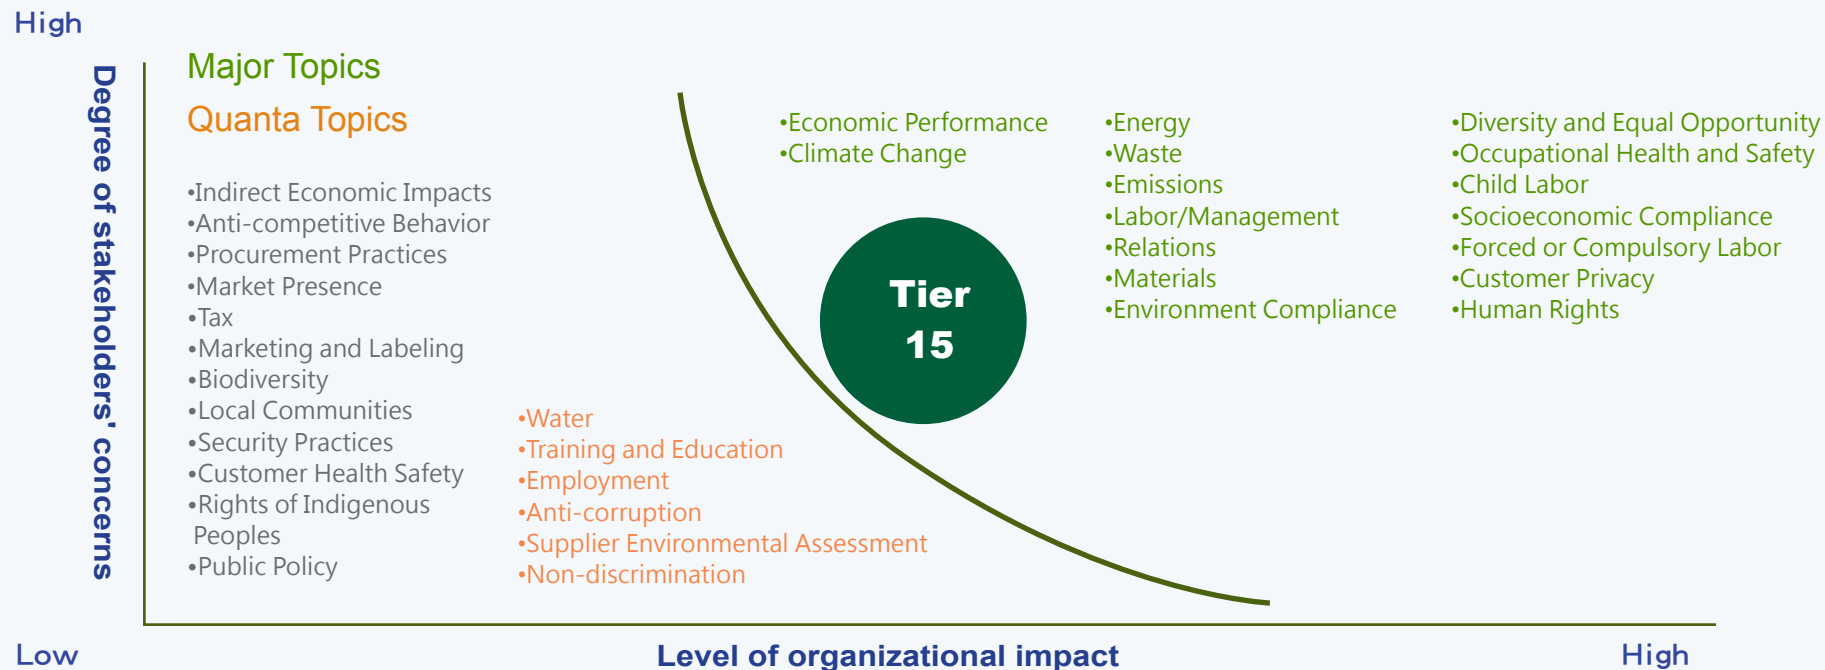 High
Degree of stakeholders' concerns
Major Topics
Quanta Topics
•Indirect Economic Impacts
•Anti-competitive Behavior
•Procurement Practices
•Market Presence
•Tax
•Marketing and Labeling
•Biodiversity
•Local Communities
•Security Practices
•Customer Health Safety
•Rights of Indigenous
Peoples
•Public Policy
•Water
•Training and Education
•Employment
•Anti-corruption
•Supplier Environmental Assessment
•Non-discrimination
Tier
15
•Economic Performance
•Climate Change
•Energy
•Waste
•Emissions
•Labor/Management
•Relations
•Materials
•Environment Compliance
•Diversity and Equal Opportunity
•Occupational Health and Safety
•Child Labor
•Socioeconomic Compliance
•Forced or Compulsory Labor
•Customer Privacy
•Human Rights
Low
Level of organizational impact
High